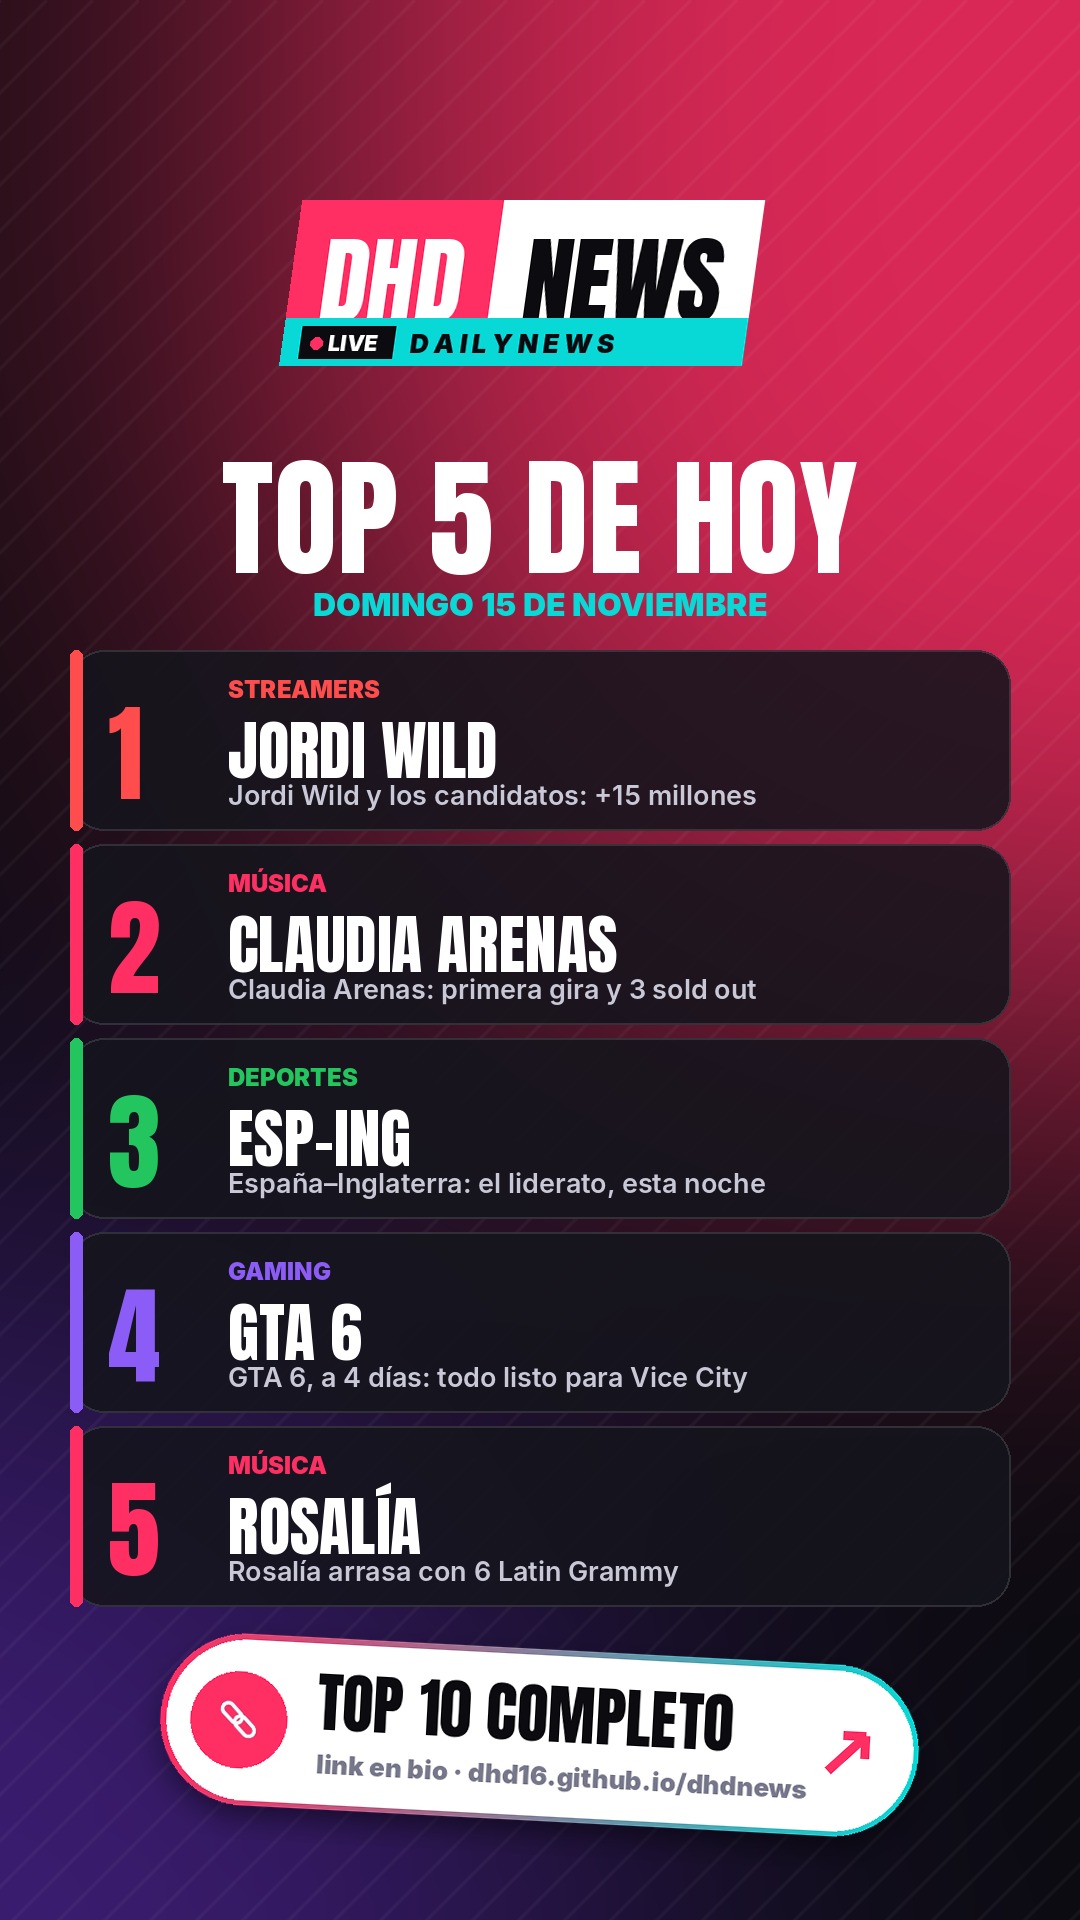 DHD NEWS
LIVE DAILYNEWS
TOP 5 DE HOY
DOMINGO 15 DE NOVIEMBRE
1
STREAMERS
JORDI WILD
Jordi Wild y los candidatos: +15 millones
2
MÚSICA
CLAUDIA ARENAS
Claudia Arenas: primera gira y 3 sold out
3
DEPORTES
ESP-ING
España–Inglaterra: el liderato, esta noche
4
GAMING
GTA 6
GTA 6, a 4 días: todo listo para Vice City
5
MÚSICA
ROSALÍA
Rosalía arrasa con 6 Latin Grammy
TOP 10 COMPLETO
link en bio · dhd16.github.io/dhdnews